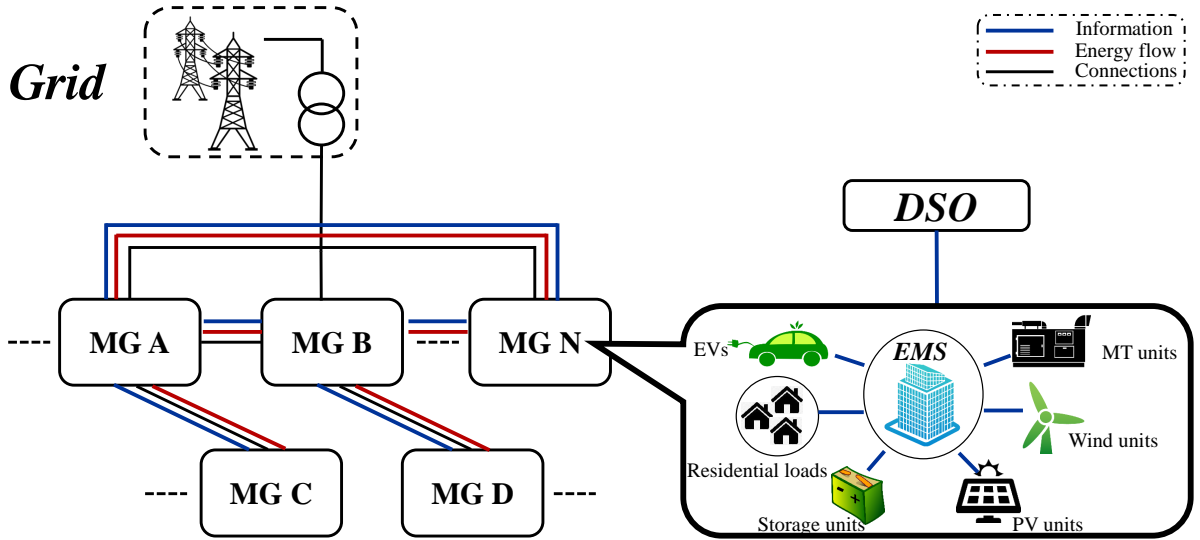 Grid
Information
Energy flow
Connections
DSO
MG A
MG B
MG N
EVs
EMS
MT units
Residential loads
Wind units
MG C
MG D
Storage units
- +
PV units